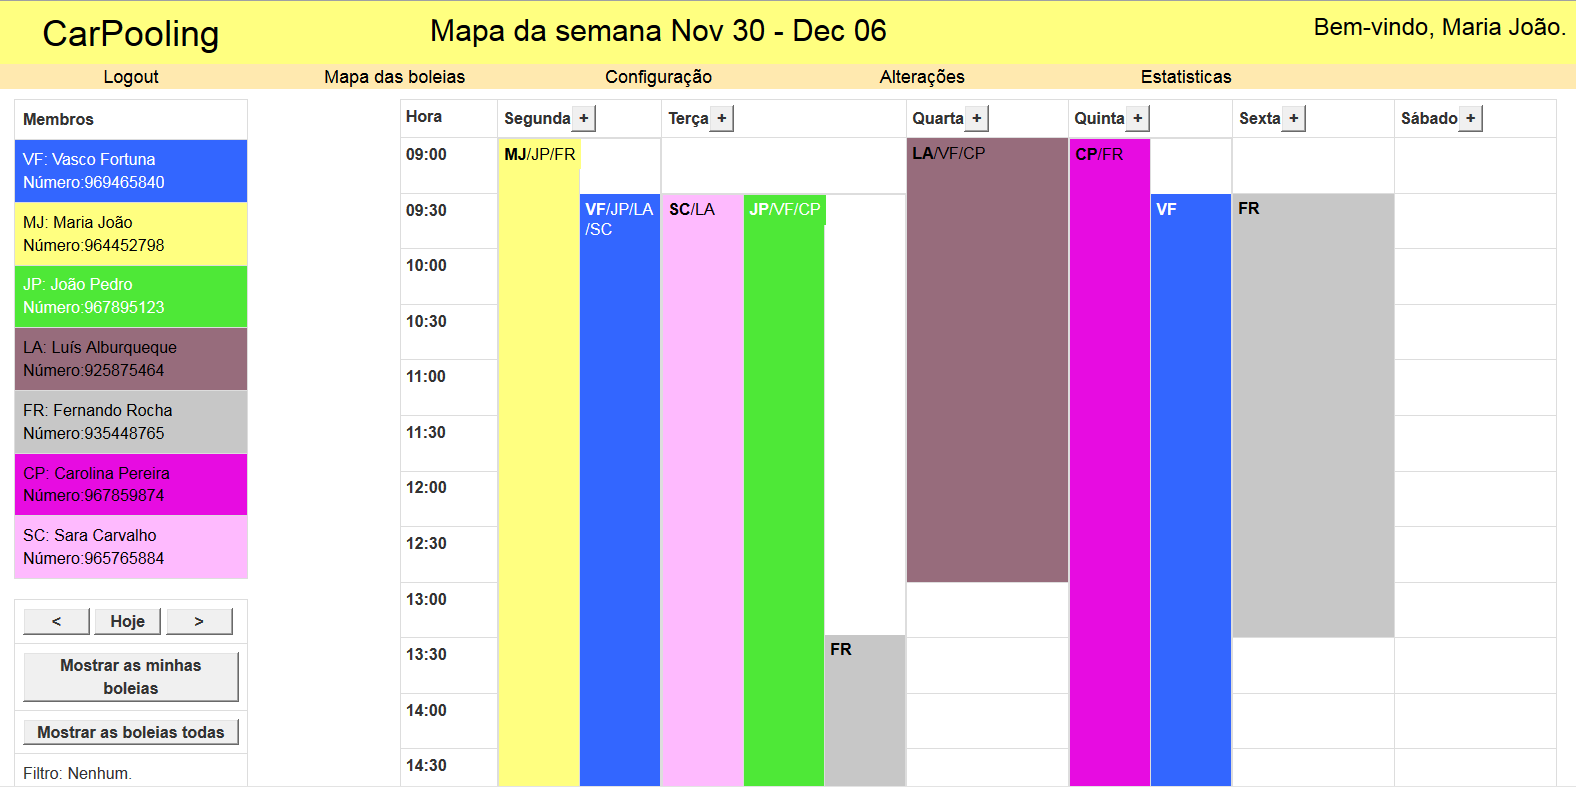 CarPooling
Mapa da semana Nov 30 - Dec 06
Bem-vindo, Maria João.
Logout
Mapa das boleias
Configuração
Alterações
Estatisticas
Membros
VF: Vasco Fortuna
Número:969465840
MJ: Maria João
Número:964452798
JP: João Pedro
Número:967895123
LA: Luís Alburqueque
Número:925875464
FR: Fernando Rocha
Número:935448765
CP: Carolina Pereira
Número:967859874
SC: Sara Carvalho
Número:965765884
< Hoje >
Mostrar as minhas
boleias
Mostrar as boleias todas
Filtro: Nenhum.
Hora Segunda + Terça + Quarta + Quinta + Sexta + Sábado +
09:00 MJ/JP/FR LA/VF/CP CP/FR
09:30 VF/JP/LA SC/LA JP/VF/CP VF FR
/SC
10:00
10:30
11:00
11:30
12:00
12:30
13:00
13:30 FR
14:00
14:30